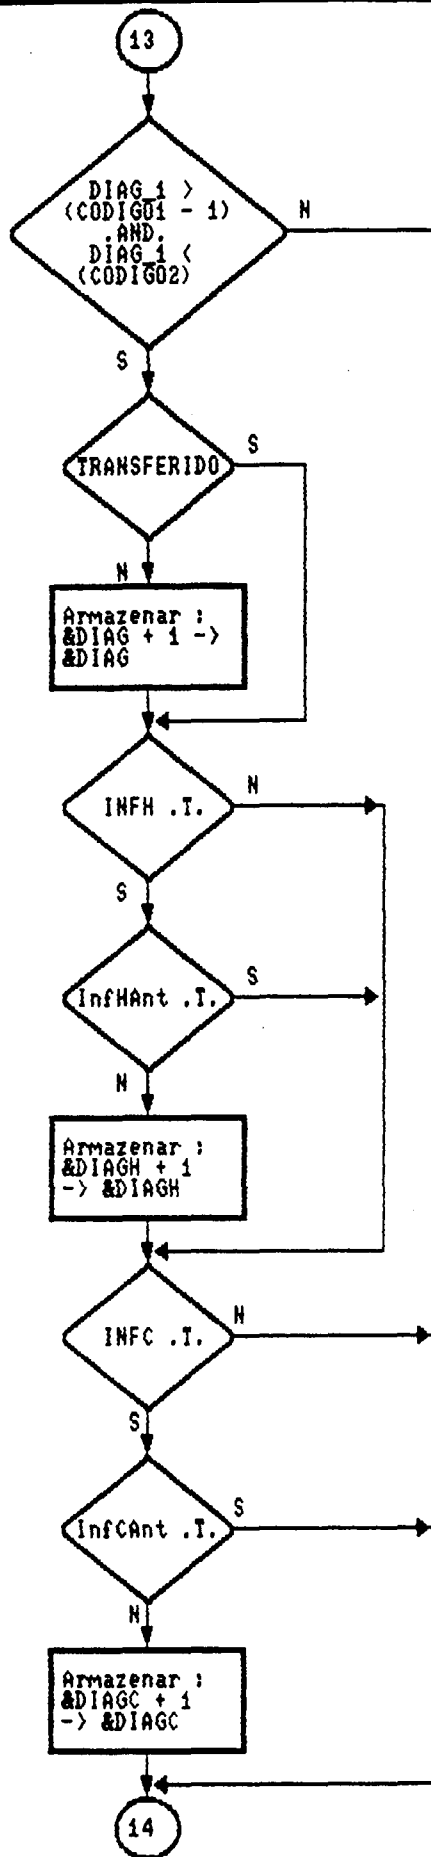 13
DIAG_1 >
(CODIGO1 - 1)
.AND.
DIAG_1 <
(CODIGO2)
N
S
TRANSFERIDO
S
N
Armazenar :
&DIAG + 1 ->
&DIAG
INFH .T.
N
S
InfHAnt .T.
S
N
Armazenar :
&DIAGH + 1
-> &DIAGH
INFC .T.
N
S
InfCAnt .T.
S
N
Armazenar :
&DIAGC + 1
-> &DIAGC
14